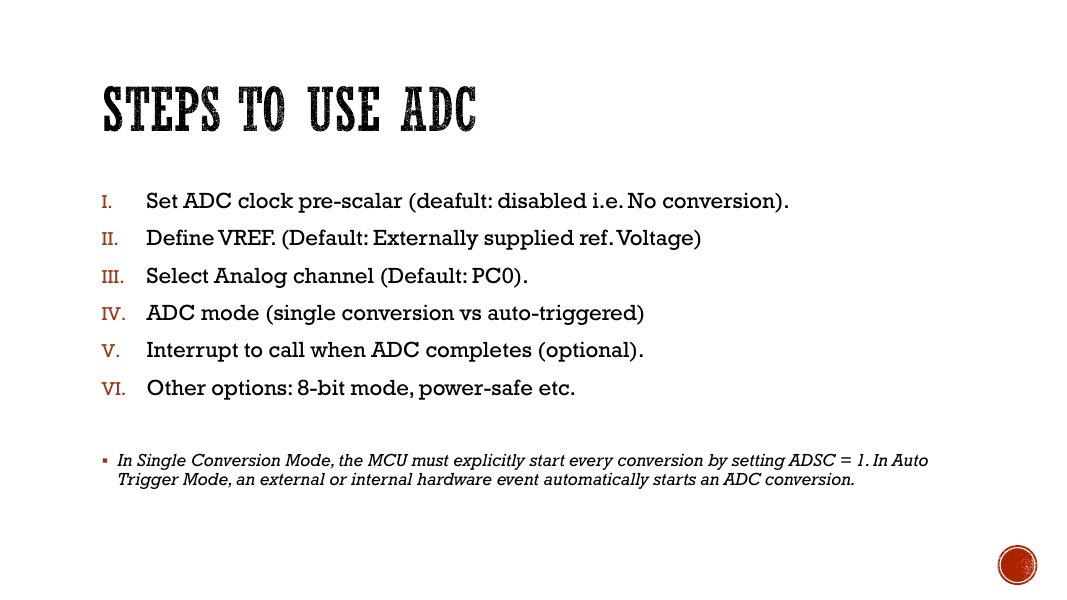 STEPS TO USE ADC
I. Set ADC clock pre-scalar (deafult: disabled i.e. No conversion).
II. Define VREF. (Default: Externally supplied ref. Voltage)
III. Select Analog channel (Default: PC0).
IV. ADC mode (single conversion vs auto-triggered)
V. Interrupt to call when ADC completes (optional).
VI. Other options: 8-bit mode, power-safe etc.
▪ In Single Conversion Mode, the MCU must explicitly start every conversion by setting ADSC = 1. In Auto
Trigger Mode, an external or internal hardware event automatically starts an ADC conversion.